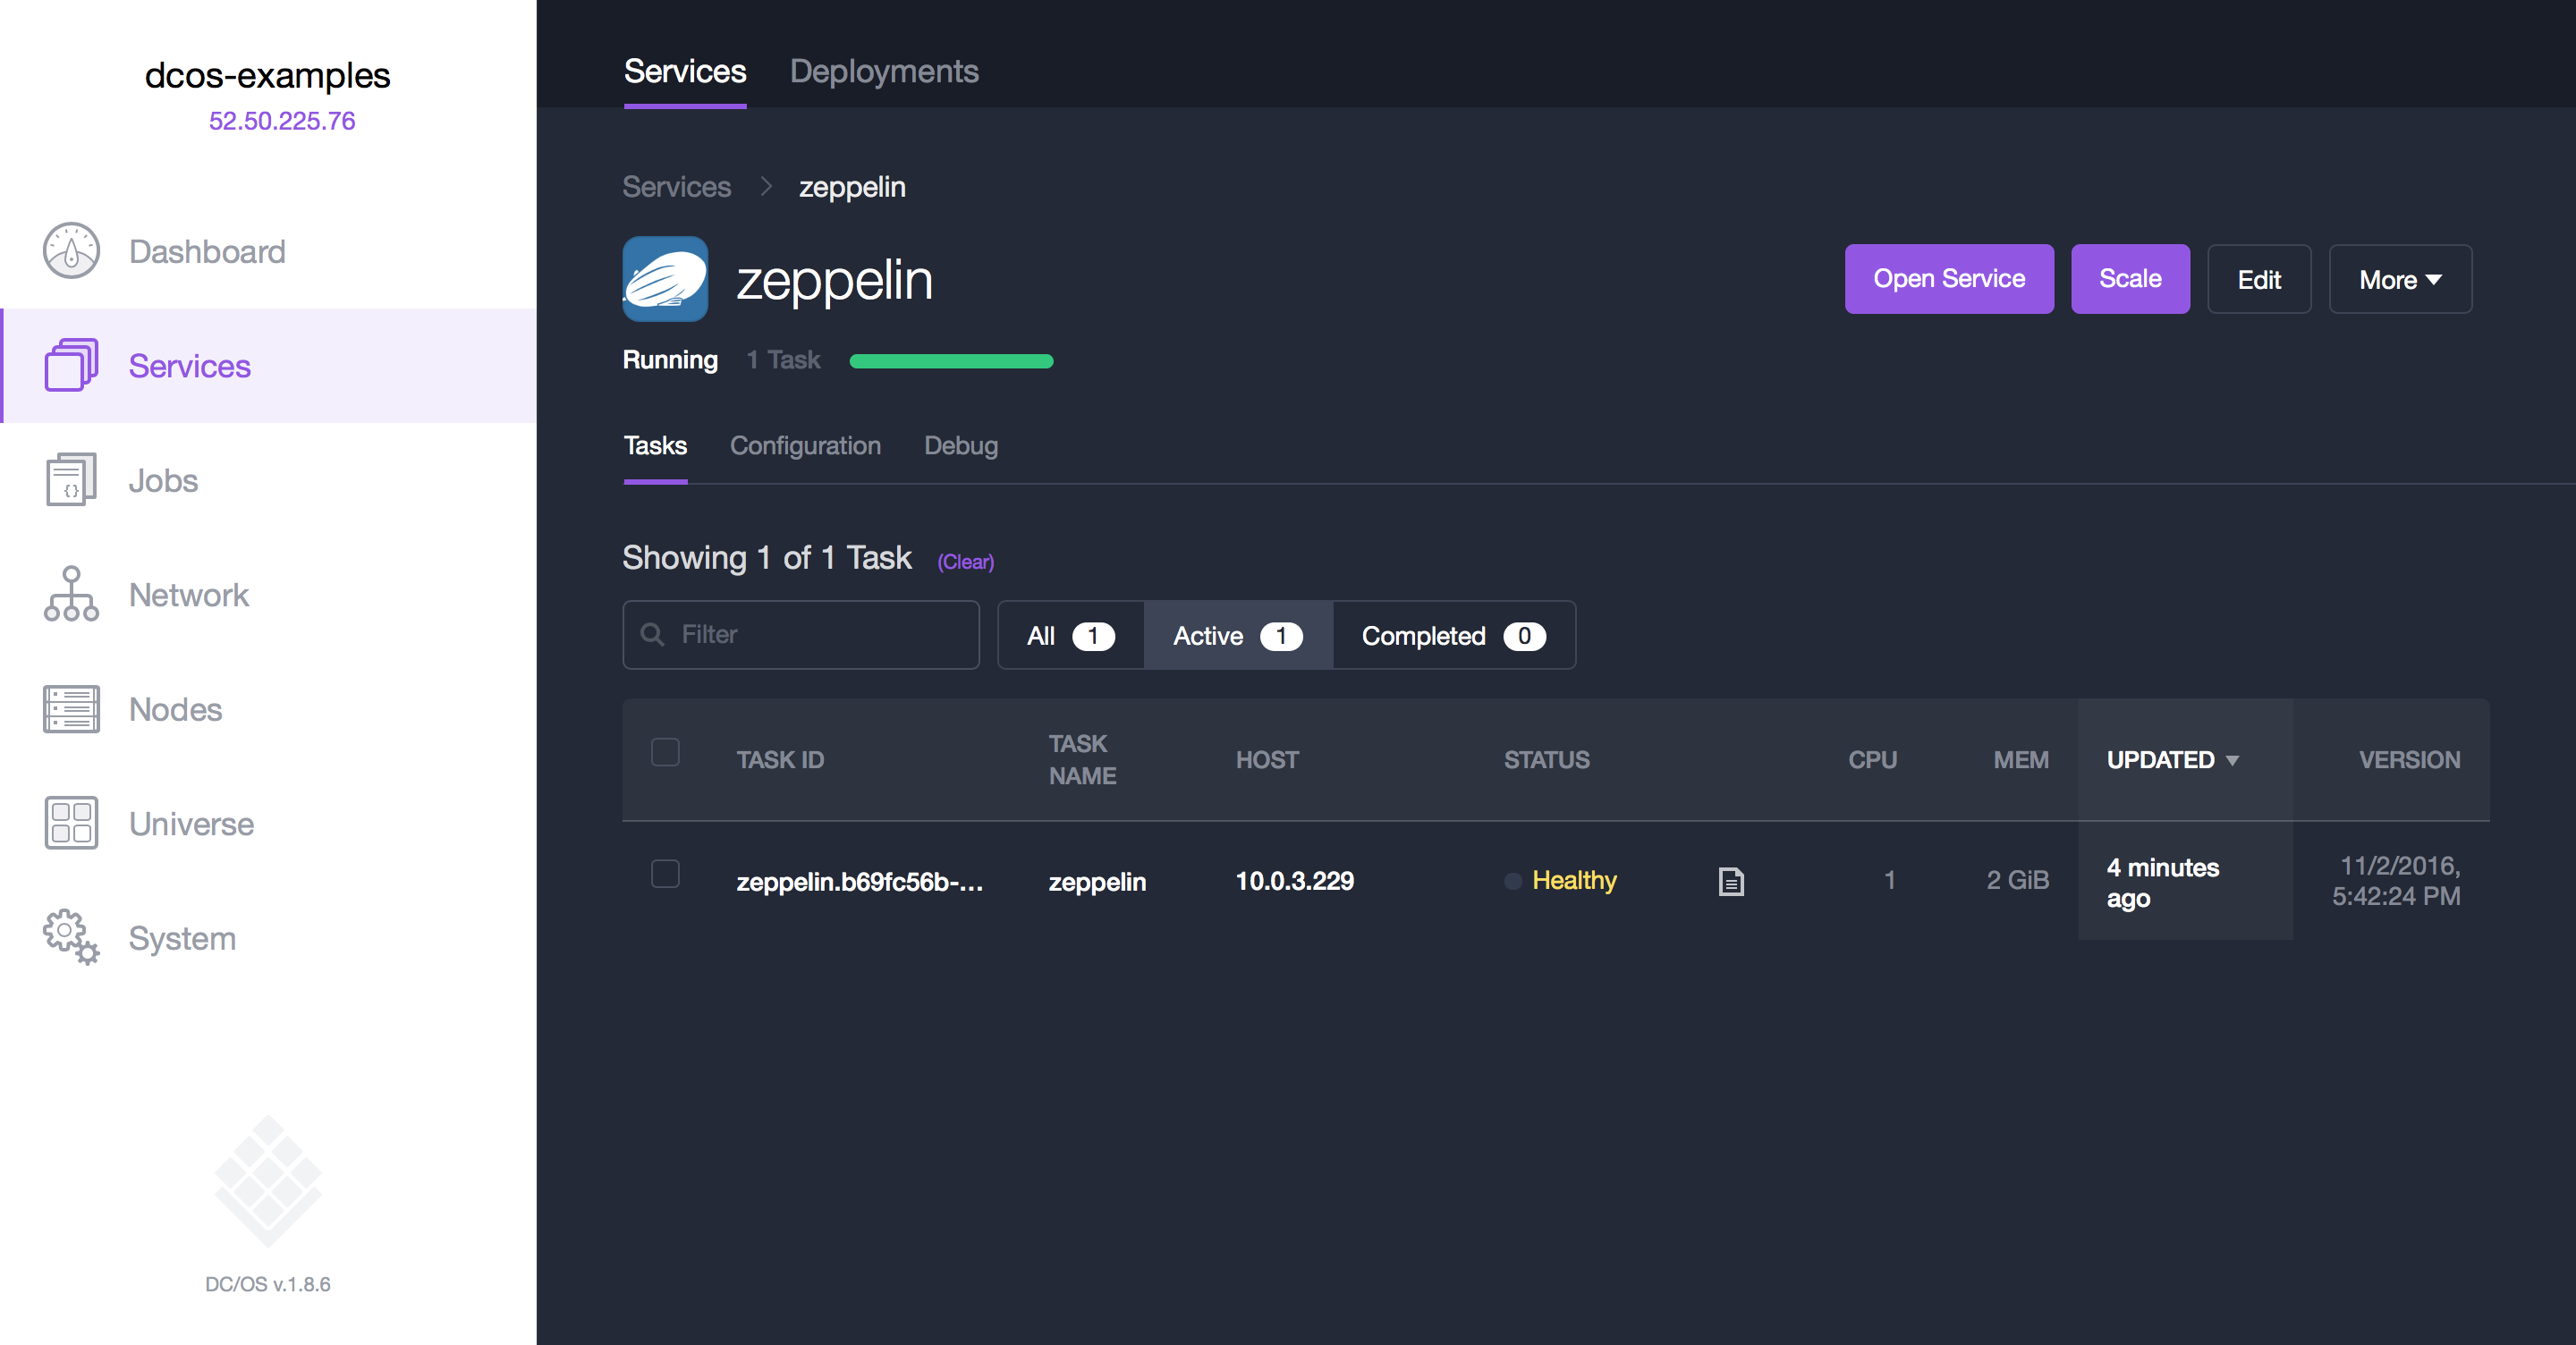 dcos-examples
52.50.225.76
Dashboard
Services
Jobs
Network
Nodes
Universe
System
DC/OS v.1.8.6
Services Deployments
Services zeppelin
zeppelin
Open Service Scale Edit More
Running 1 Task
Tasks Configuration Debug
Showing 1 of 1 Task (Clear)
Filter All 1 Active 1 Completed 0
TASK ID TASK NAME HOST STATUS CPU MEM UPDATED VERSION
zeppelin.b69fc56b-... zeppelin 10.0.3.229 Healthy 1 2 GiB 4 minutes ago 11/2/2016, 5:42:24 PM